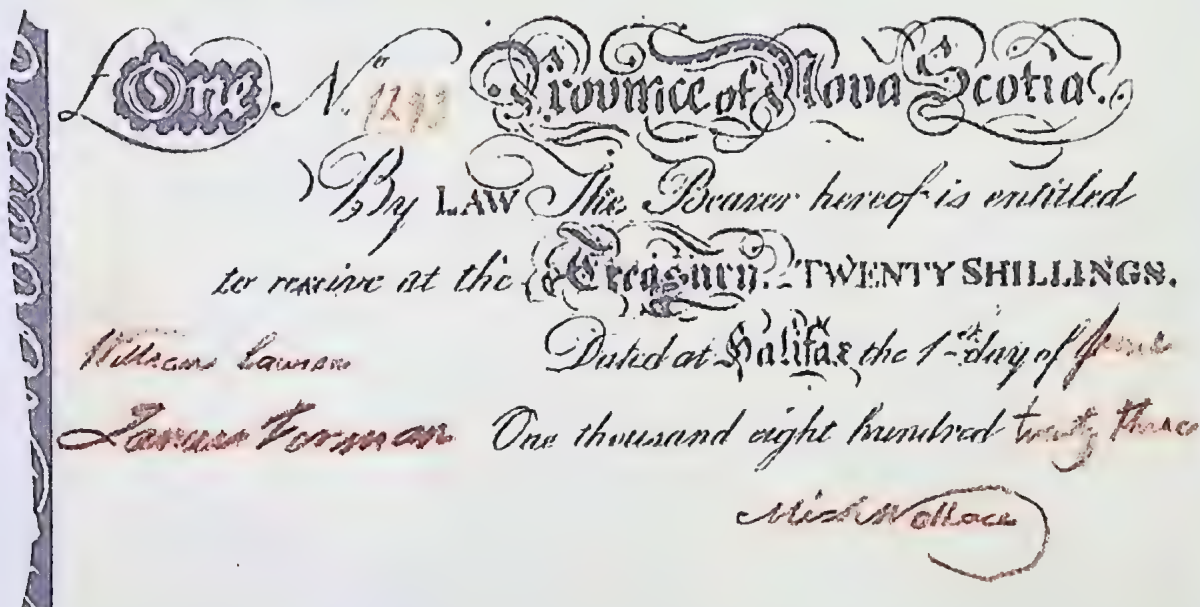 £One No. 1293 Province of Nova Scotia.
By LAW The Bearer hereof is entitled
to receive at the Treasury. TWENTY SHILLINGS.
William Lawson Dated at Halifax the 1st day of June
James Forman One thousand eight hundred twenty three
Mich Wallace